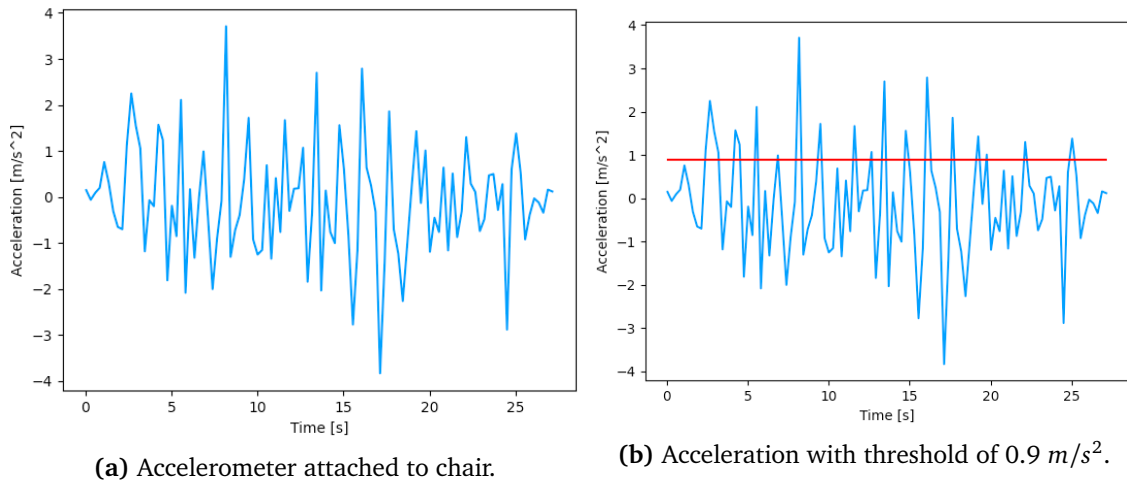 4
3
2
1
0
−1
−2
−3
−4
Acceleration [m/s^2]
0 5 10 15 20 25
Time [s]
(a) Accelerometer attached to chair.
4
3
2
1
0
−1
−2
−3
−4
Acceleration [m/s^2]
0 5 10 15 20 25
Time [s]
(b) Acceleration with threshold of 0.9 m/s².